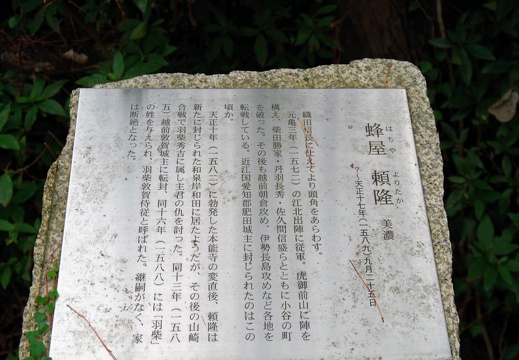 はちや よりたか
蜂屋 頼隆 美濃
?～天正十七年(一五八九)九月二十五日
織田信長に仕えてより頭角をあらわす。
元亀三年(一五七二)の江北出陣に従軍。虎御前山に陣を
構え、柴田勝家・丹羽長秀・佐久間信盛らとともに小谷の町
を破った。その後も越前朝倉攻め、伊勢長島攻めなど各地を
転戦している。近江国愛知郡肥田城主に封じられたのはこの
頃か。
天正十年(一五八二)に勃発した本能寺の変直後、頼隆は
新たに封じられた和泉岸和田に居たようだが、その後の山崎
合戦で羽柴秀吉に属し主君の仇を討った。同十三年(一五八
五)越前敦賀城主に転封、同十六年(一五八八)には「羽柴」
の姓を与えられ、羽柴敦賀侍従と呼ばれた。継嗣がなく、家
は断絶となった。